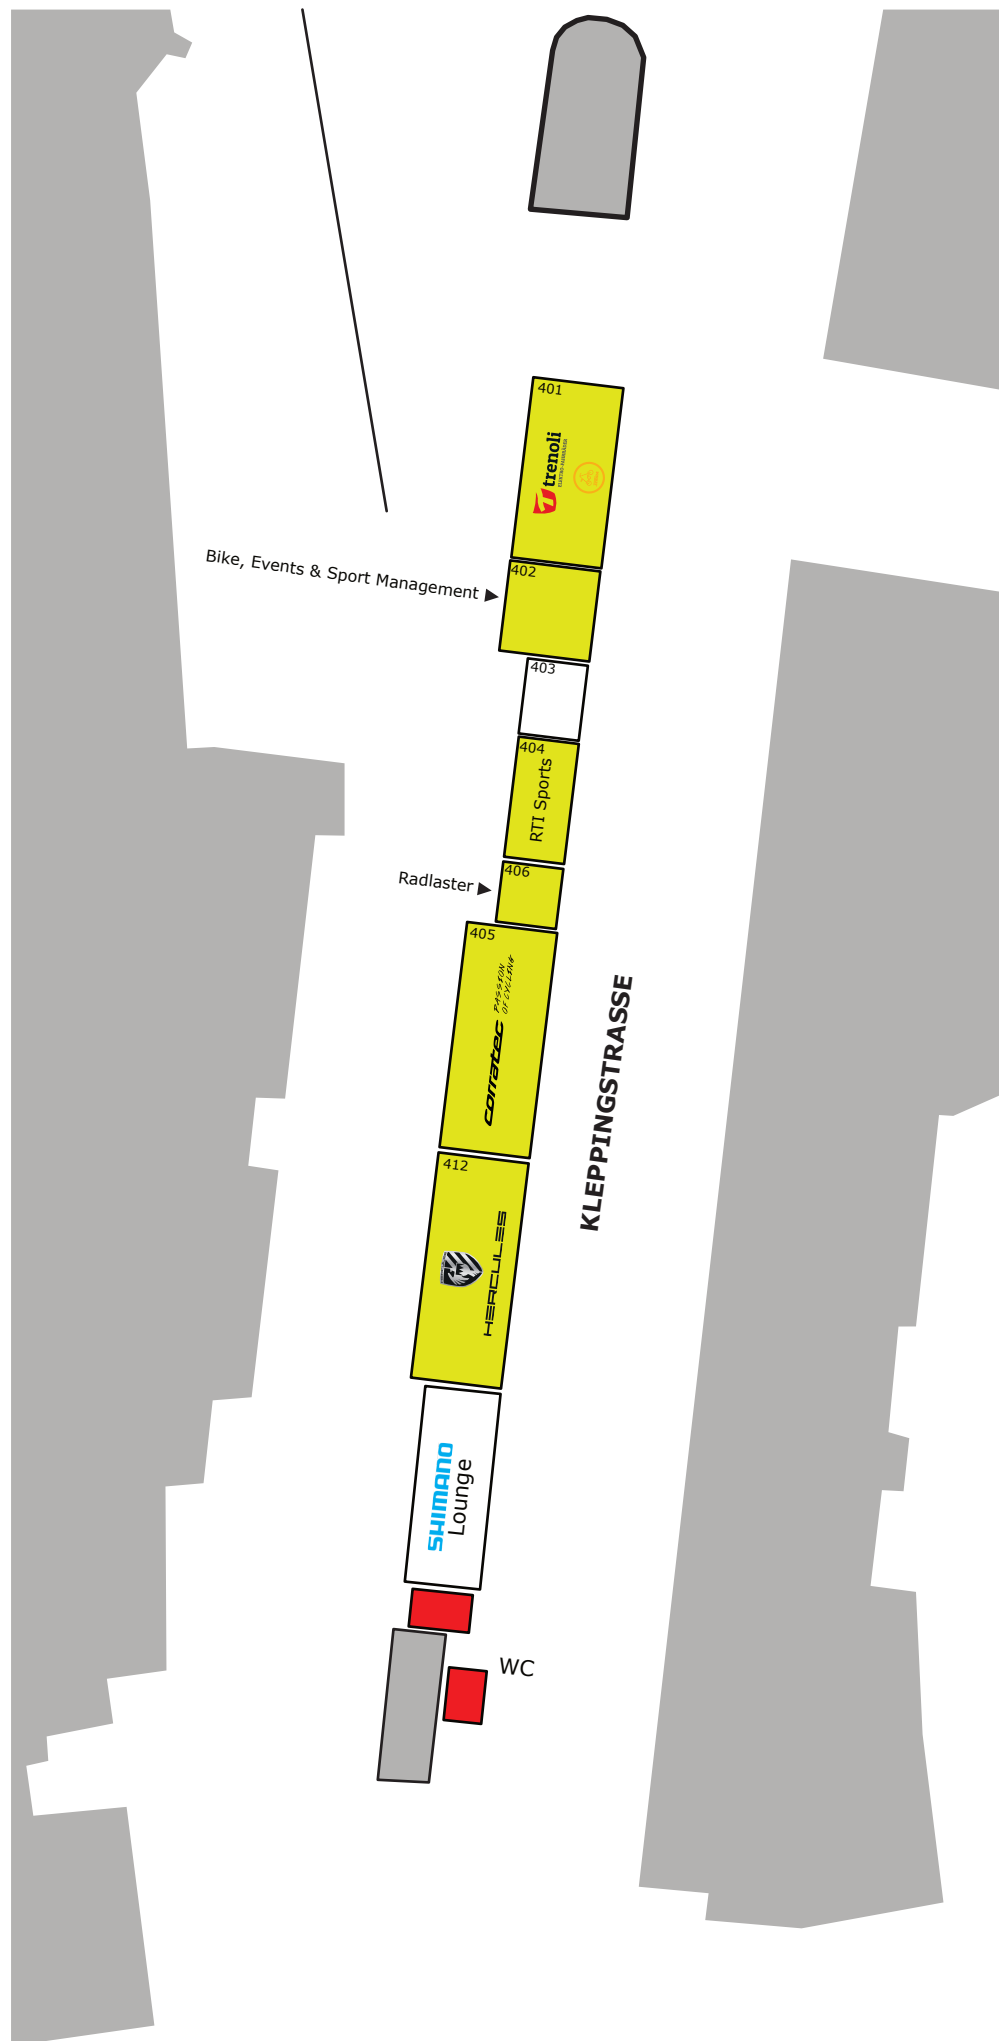 401
trenoli
402
Bike, Events & Sport Management
403
404
RTI Sports
406
Radlaster
405
corratec
PASSION
OF CYCLING
KLEPPINGSTRASSE
412
HERCULES
SHIMANO
Lounge
WC